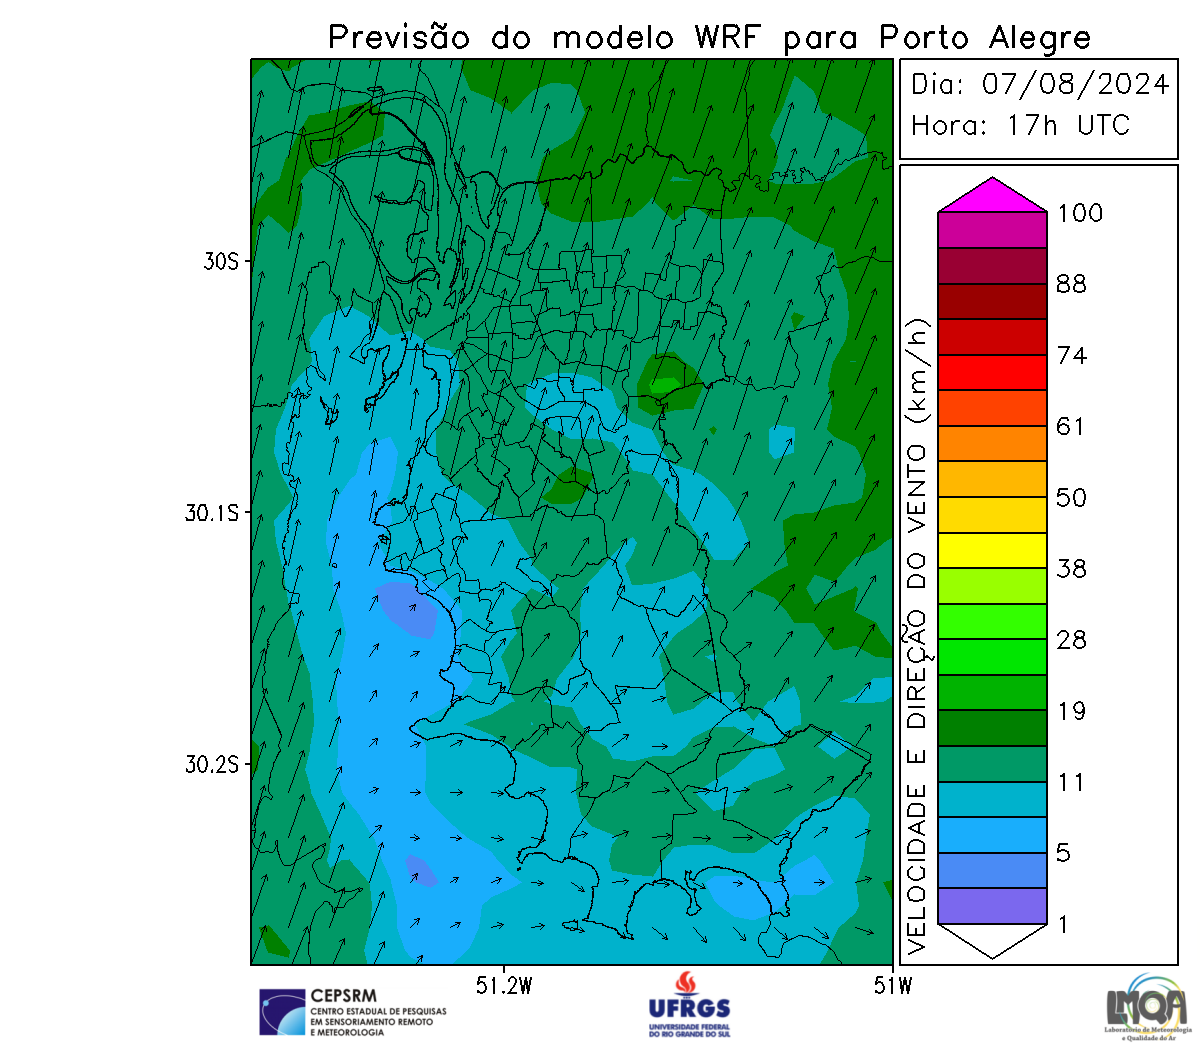 Previsão do modelo WRF para Porto Alegre
Dia: 07/08/2024
Hora: 17h UTC
30S
30.1S
30.2S
51.2W
51W
VELOCIDADE E DIREÇÃO DO VENTO (km/h)
100
88
74
61
50
38
28
19
11
5
1
CEPSRM
CENTRO ESTADUAL DE PESQUISAS
EM SENSORIAMENTO REMOTO
E METEOROLOGIA
UFRGS
UNIVERSIDADE FEDERAL
DO RIO GRANDE DO SUL
LMQA
Laboratório de Meteorologia
e Qualidade do Ar